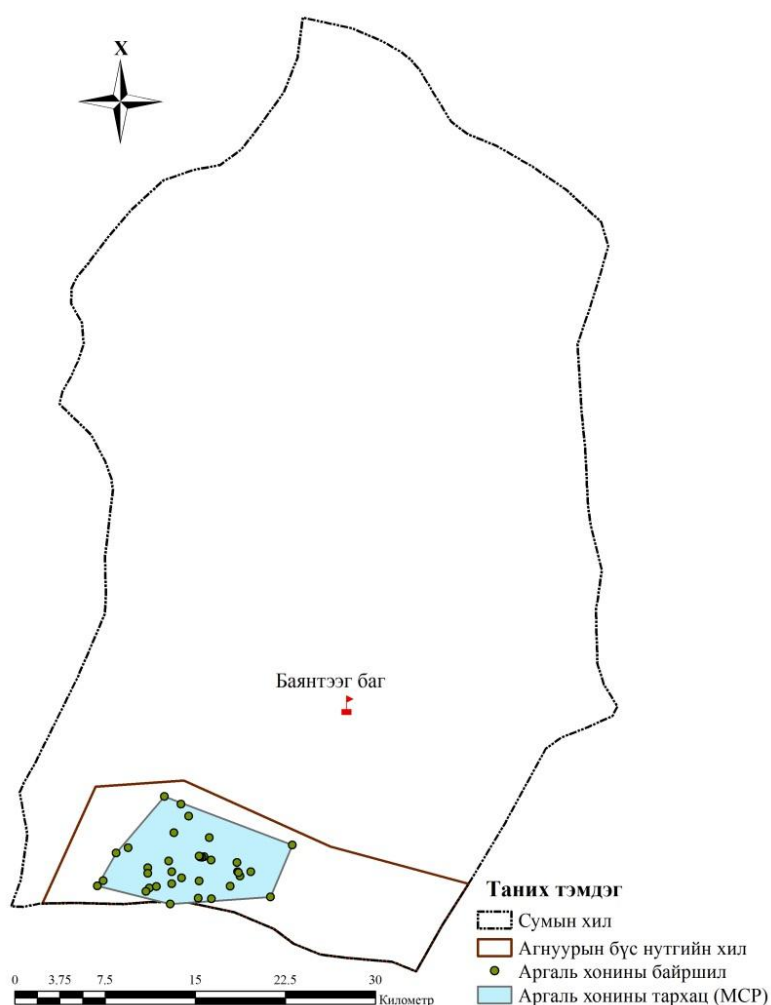 X
Баянтээг баг
Таних тэмдэг
Сумын хил
Агнуурын бүс нутгийн хил
Аргаль хонины байршил
Аргаль хонины тархац (MCP)
0 3.75 7.5 15 22.5 30
Километр